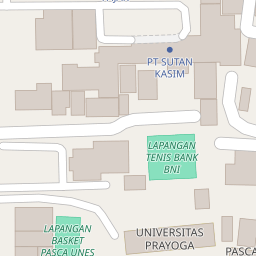 PT SUTAN
KASIM
LAPANGAN
TENIS BANK
BNI
LAPANGAN
BASKET
PASCA UNES
UNIVERSITAS
PRAYOGA
PASCA